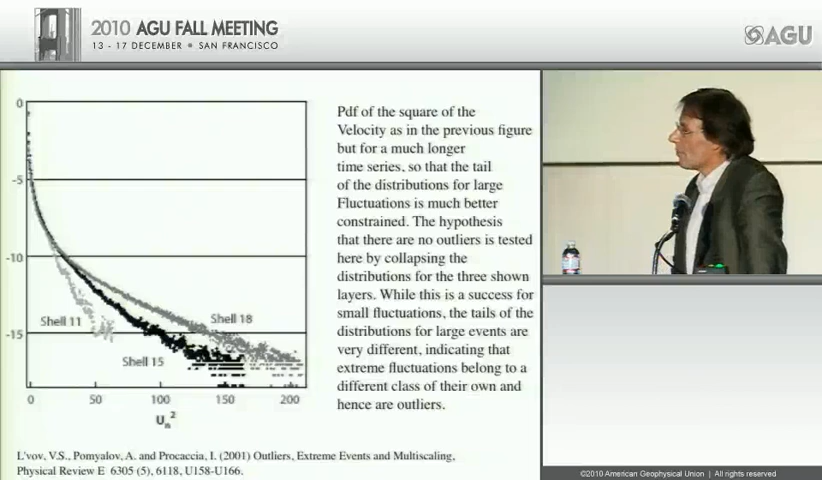 2010 AGU FALL MEETING
13 - 17 DECEMBER SAN FRANCISCO
AGU
0
-5
-10
-15
Shell 11
Shell 15
Shell 18
0 50 100 150 200
Uₙ²
Pdf of the square of the
Velocity as in the previous figure
but for a much longer
time series, so that the tail
of the distributions for large
Fluctuations is much better
constrained. The hypothesis
that there are no outliers is tested
here by collapsing the
distributions for the three shown
layers. While this is a success for
small fluctuations, the tails of the
distributions for large events are
very different, indicating that
extreme fluctuations belong to a
different class of their own and
hence are outliers.
L'vov, V.S., Pomyalov, A. and Procaccia, I. (2001) Outliers, Extreme Events and Multiscaling,
Physical Review E 6305 (5), 6118, U158-U166.
©2010 American Geophysical Union | All rights reserved